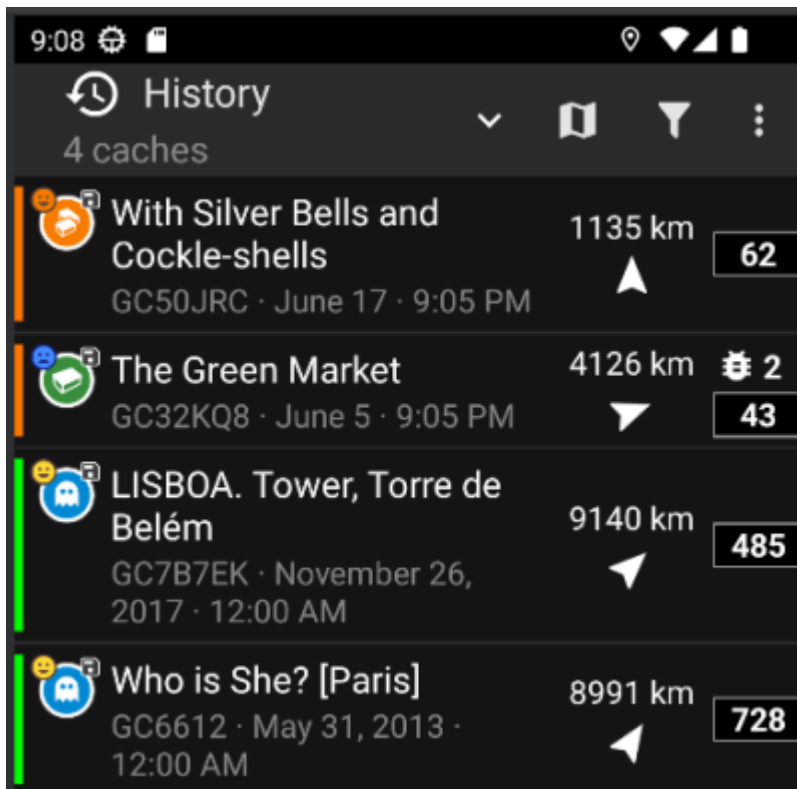 9:08
History
4 caches
With Silver Bells and
Cockle-shells
GC50JRC · June 17 · 9:05 PM
1135 km
62
The Green Market
GC32KQ8 · June 5 · 9:05 PM
4126 km
2
43
LISBOA. Tower, Torre de
Belém
GC7B7EK · November 26,
2017 · 12:00 AM
9140 km
485
Who is She? [Paris]
GC6612 · May 31, 2013 ·
12:00 AM
8991 km
728